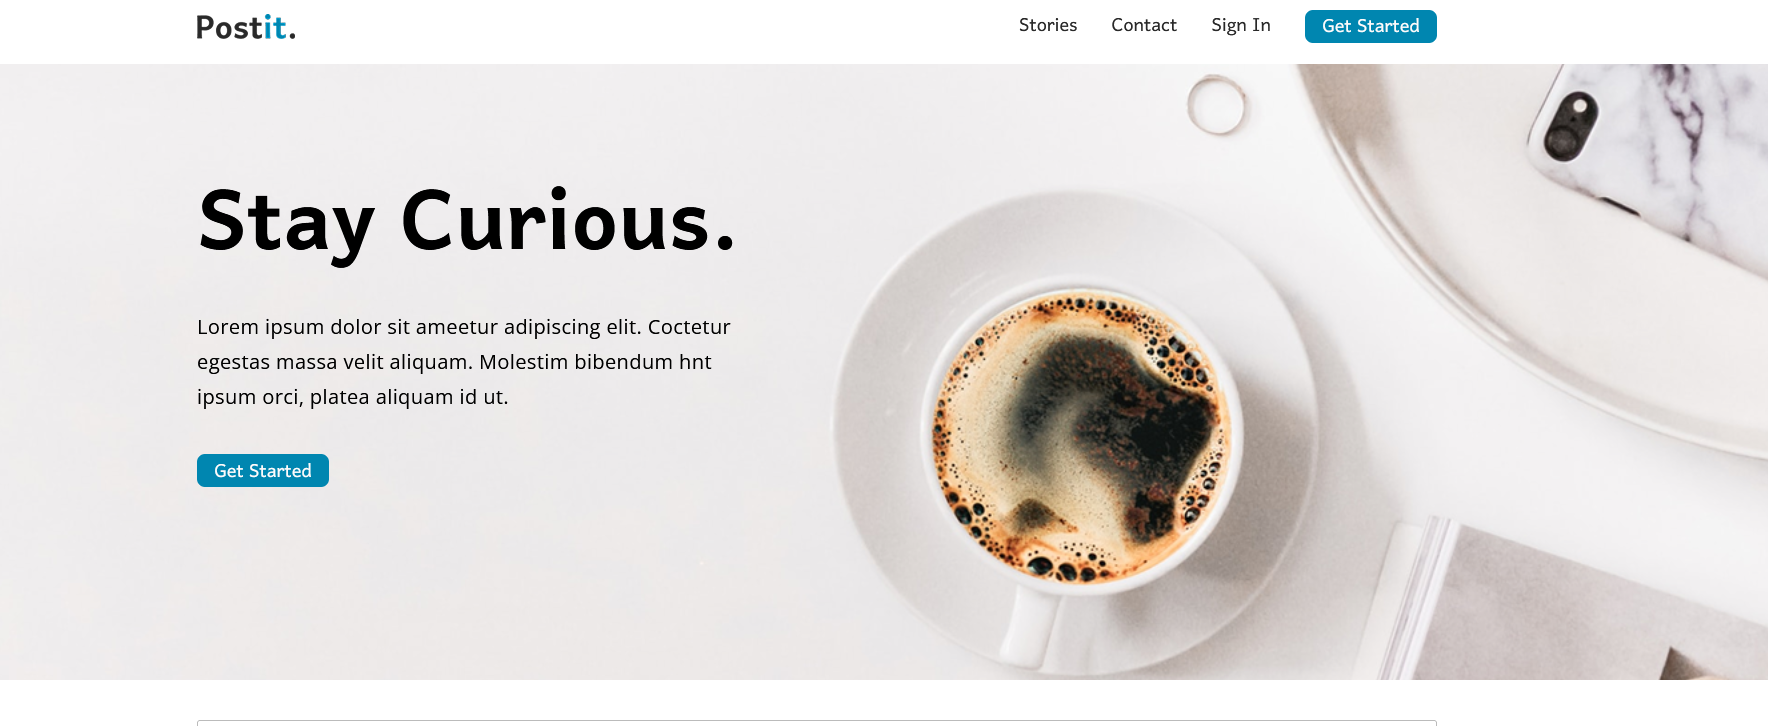 Postit.
Stories
Contact
Sign In
Get Started
Stay Curious.
Lorem ipsum dolor sit ameetur adipiscing elit. Coctetur
egestas massa velit aliquam. Molestim bibendum hnt
ipsum orci, platea aliquam id ut.
Get Started